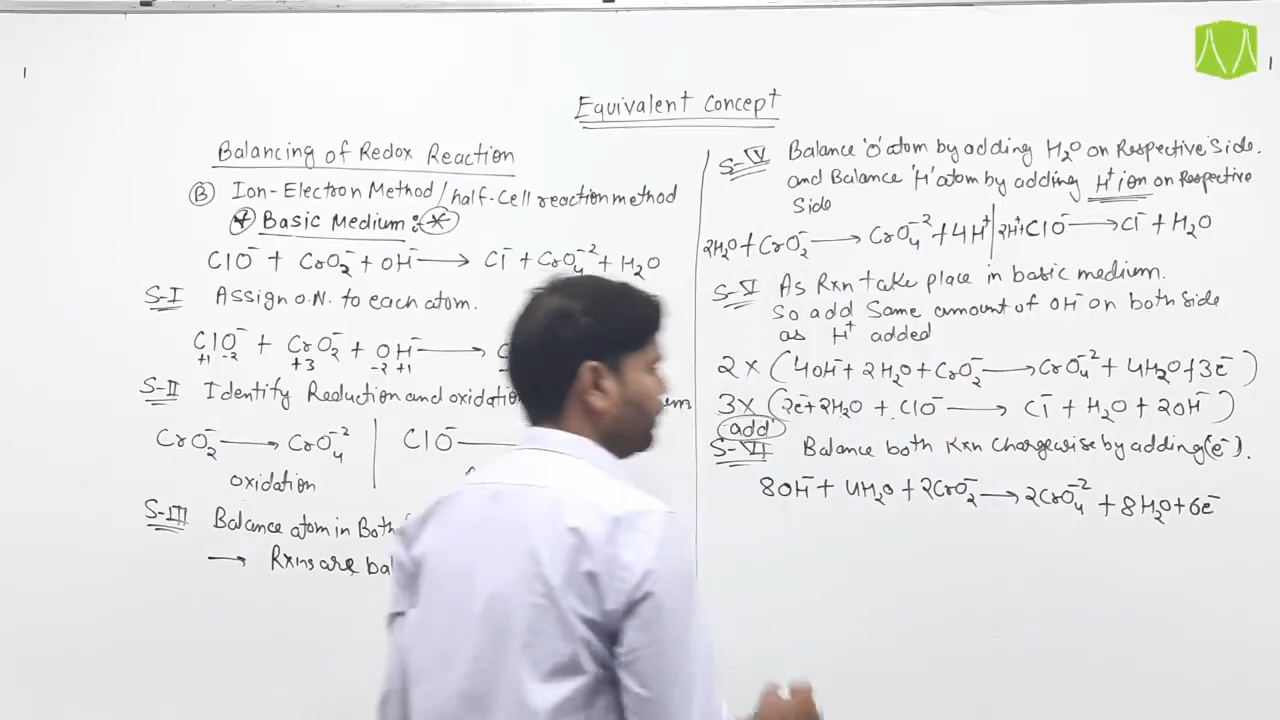 Equivalent Concept
Balancing of Redox Reaction
(B) Ion-Electron Method / half-Cell reaction method
* Basic Medium :- *
ClO⁻ + CrO₂⁻ + OH⁻ ⟶ Cl⁻ + CrO₄⁻² + H₂O
S-I Assign O.N. to each atom.
ClO⁻ + CrO₂⁻ + OH⁻ ⟶
+1 -2 +3 -2 +1
S-II Identify Reduction and oxidation
CrO₂⁻ ⟶ CrO₄⁻² | ClO⁻
oxidation
S-III Balance atom in Both
→ Rxns are
S-IV Balance 'O' atom by adding H₂O on Respective Side.
and Balance 'H' atom by adding H⁺ ion on Respective
Side
2H₂O + CrO₂⁻ ⟶ CrO₄⁻² + 4H⁺ | 2H⁺ + ClO⁻ ⟶ Cl⁻ + H₂O
S-V As Rxn take place in basic medium.
So add Same amount of OH⁻ on both Side
as H⁺ added
2 × (4OH⁻ + 2H₂O + CrO₂⁻ ⟶ CrO₄⁻² + 4H₂O + 3e⁻)
3 × (2e⁻ + 2H₂O + ClO⁻ ⟶ Cl⁻ + H₂O + 2OH⁻)
add
S-VI Balance both Rxn Chargewise by adding (e⁻).
8OH⁻ + 4H₂O + 2CrO₂⁻ ⟶ 2CrO₄⁻² + 8H₂O + 6e⁻